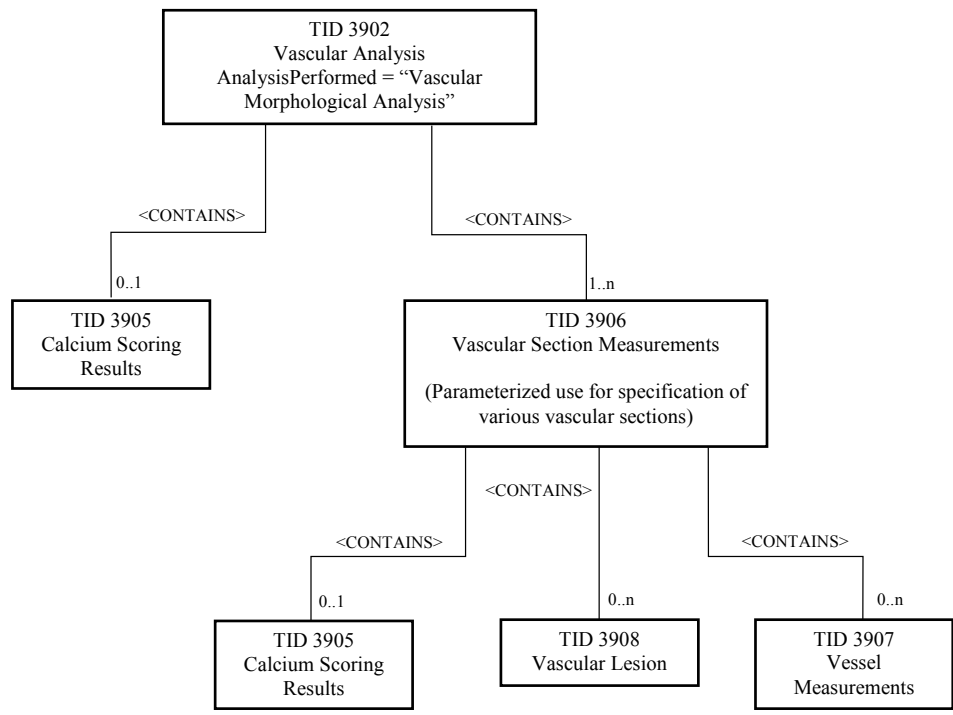 TID 3902
Vascular Analysis
AnalysisPerformed = “Vascular
Morphological Analysis”
<CONTAINS>
<CONTAINS>
0..1
1..n
TID 3905
Calcium Scoring
Results
TID 3906
Vascular Section Measurements
(Parameterized use for specification of
various vascular sections)
<CONTAINS>
<CONTAINS>
<CONTAINS>
0..1
0..n
0..n
TID 3905
Calcium Scoring
Results
TID 3908
Vascular Lesion
TID 3907
Vessel
Measurements